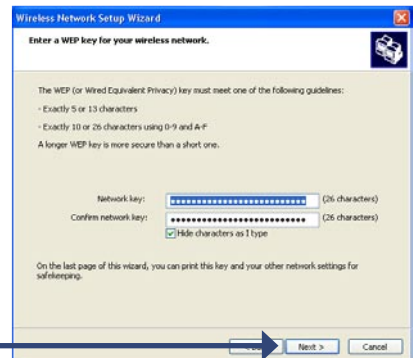 Wireless Network Setup Wizard
Enter a WEP key for your wireless network.
The WEP (or Wired Equivalent Privacy) key must meet one of the following guidelines:
- Exactly 5 or 13 characters
- Exactly 10 or 26 characters using 0-9 and A-F
A longer WEP key is more secure than a short one.
Network key: •••••••••••••••••••••••••• (26 characters)
Confirm network key: •••••••••••••••••••••••••• (26 characters)
Hide characters as I type
On the last page of this wizard, you can print this key and your other network settings for
safekeeping.
Next > Cancel